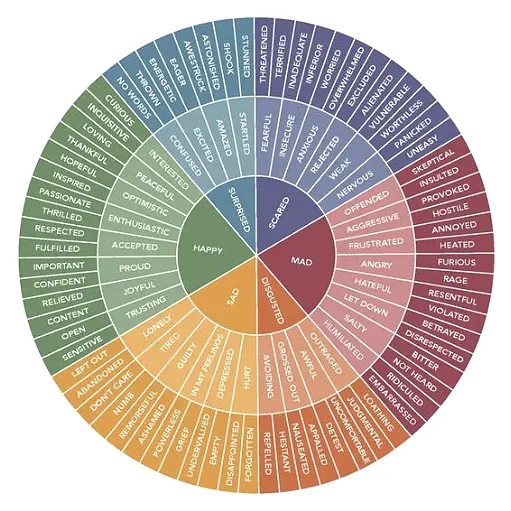 SURPRISED
SCARED
MAD
DISGUSTED
SAD
HAPPY
CONFUSED
EXCITED
AMAZED
STARTLED
FEARFUL
INSECURE
ANXIOUS
REJECTED
WEAK
NERVOUS
OFFENDED
AGGRESSIVE
FRUSTRATED
ANGRY
HATEFUL
LET DOWN
SALTY
HUMILIATED
OUTRAGED
AWFUL
GROSSED OUT
AVOIDING
HURT
DEPRESSED
IN MY FEELINGS
GUILTY
TIRED
LONELY
TRUSTING
JOYFUL
PROUD
ACCEPTED
ENTHUSIASTIC
OPTIMISTIC
PEACEFUL
INTERESTED
NO WORDS
THROWN
ENERGETIC
EAGER
AWESTRUCK
ASTONISHED
SHOOK
STUNNED
THREATENED
TERRIFIED
INADEQUATE
INFERIOR
WORRIED
OVERWHELMED
EXCLUDED
ALIENATED
VULNERABLE
WORTHLESS
PANICKED
UNEASY
SKEPTICAL
INSULTED
PROVOKED
HOSTILE
ANNOYED
HEATED
FURIOUS
RAGE
RESENTFUL
VIOLATED
BETRAYED
DISRESPECTED
BITTER
NOT HEARD
RIDICULED
EMBARRASSED
LOATHING
JUDGMENTAL
UNCOMFORTABLE
DETEST
APPALLED
NAUSEATED
HESITANT
REPELLED
FORGOTTEN
DISAPPOINTED
EMPTY
UNDERVALUED
GRIEF
POWERLESS
ASHAMED
REMORSEFUL
NUMB
DON'T CARE
ABANDONED
LEFT OUT
SENSITIVE
OPEN
CONTENT
RELIEVED
CONFIDENT
IMPORTANT
FULFILLED
RESPECTED
THRILLED
PASSIONATE
INSPIRED
HOPEFUL
THANKFUL
LOVING
INQUISITIVE
CURIOUS